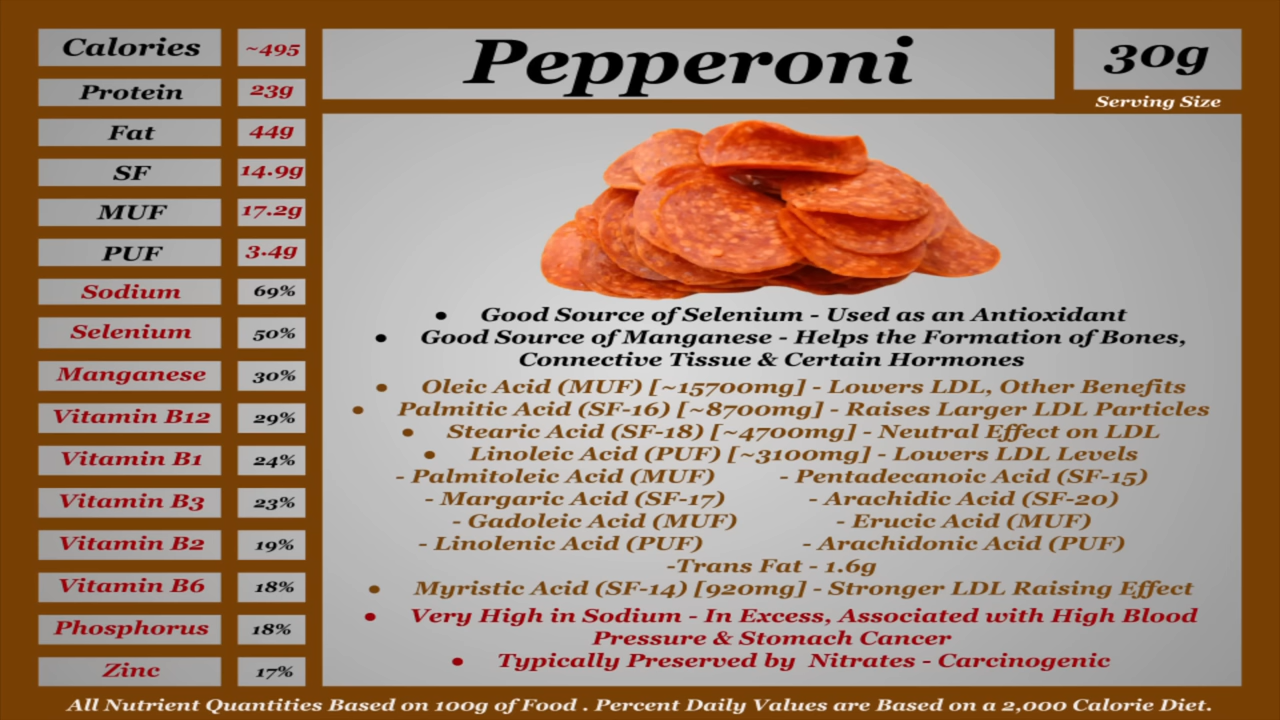 Calories ~495
Protein 23g
Fat 44g
SF 14.9g
MUF 17.2g
PUF 3.4g
Sodium 69%
Selenium 50%
Manganese 30%
Vitamin B12 29%
Vitamin B1 24%
Vitamin B3 23%
Vitamin B2 19%
Vitamin B6 18%
Phosphorus 18%
Zinc 17%
Pepperoni
30g
Serving Size
• Good Source of Selenium - Used as an Antioxidant
• Good Source of Manganese - Helps the Formation of Bones,
Connective Tissue & Certain Hormones
• Oleic Acid (MUF) [~15700mg] - Lowers LDL, Other Benefits
• Palmitic Acid (SF-16) [~8700mg] - Raises Larger LDL Particles
• Stearic Acid (SF-18) [~4700mg] - Neutral Effect on LDL
• Linoleic Acid (PUF) [~3100mg] - Lowers LDL Levels
- Palmitoleic Acid (MUF) - Pentadecanoic Acid (SF-15)
- Margaric Acid (SF-17) - Arachidic Acid (SF-20)
- Gadoleic Acid (MUF) - Erucic Acid (MUF)
- Linolenic Acid (PUF) - Arachidonic Acid (PUF)
-Trans Fat - 1.6g
• Myristic Acid (SF-14) [920mg] - Stronger LDL Raising Effect
• Very High in Sodium - In Excess, Associated with High Blood
Pressure & Stomach Cancer
• Typically Preserved by Nitrates - Carcinogenic
All Nutrient Quantities Based on 100g of Food . Percent Daily Values are Based on a 2,000 Calorie Diet.